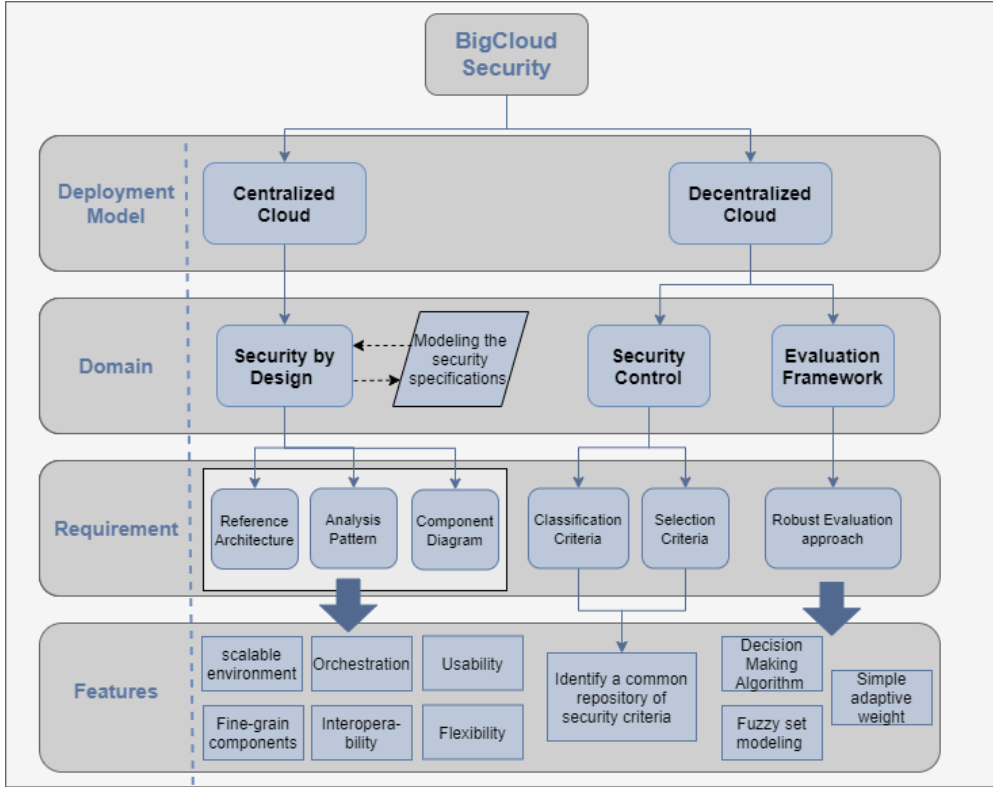 BigCloud
Security
Deployment
Model
Centralized
Cloud
Decentralized
Cloud
Domain
Security by
Design
Modeling the
security
specifications
Security
Control
Evaluation
Framework
Requirement
Reference
Architecture
Analysis
Pattern
Component
Diagram
Classification
Criteria
Selection
Criteria
Robust Evaluation
approach
Features
scalable
environment
Orchestration
Usability
Fine-grain
components
Interopera-
bility
Flexibility
Identify a common
repository of
security criteria
Decision
Making
Algorithm
Fuzzy set
modeling
Simple
adaptive
weight